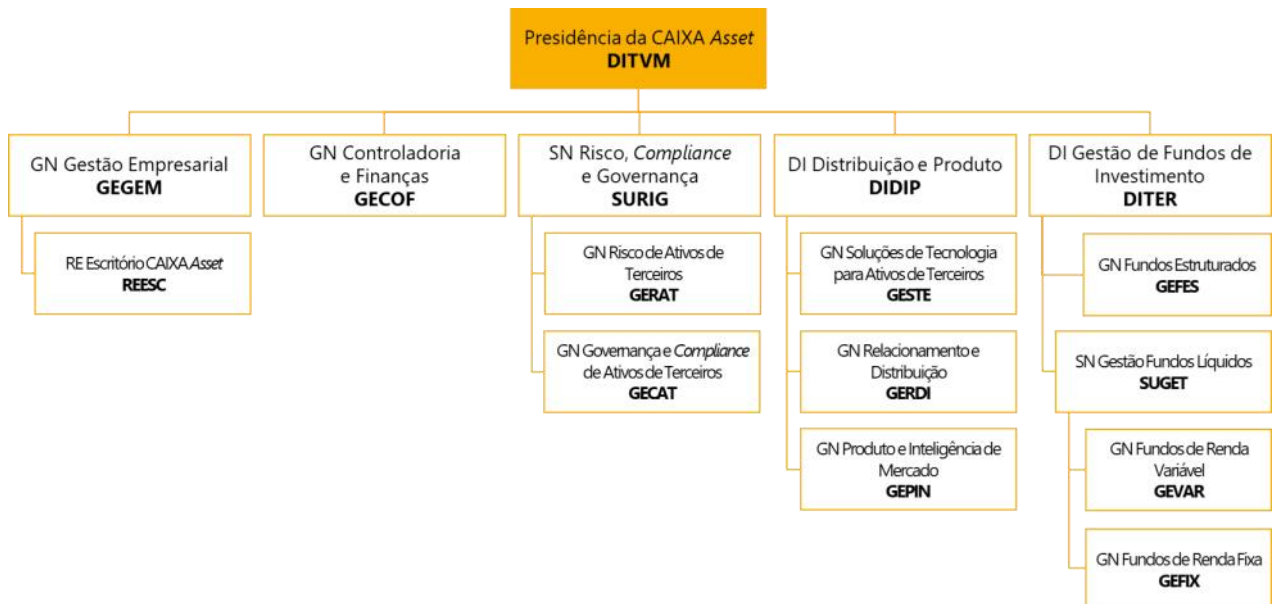 Presidência da CAIXA Asset
DITVM
GN Gestão Empresarial
GEGEM
GN Controladoria
e Finanças
GECOF
SN Risco, Compliance
e Governança
SURIG
DI Distribuição e Produto
DIDIP
DI Gestão de Fundos de
Investimento
DITER
RE Escritório CAIXA Asset
REESC
GN Risco de Ativos de
Terceiros
GERAT
GN Governança e Compliance
de Ativos de Terceiros
GECAT
GN Soluções de Tecnologia
para Ativos de Terceiros
GESTE
GN Relacionamento e
Distribuição
GERDI
GN Produto e Inteligência de
Mercado
GEPIN
GN Fundos Estruturados
GEFES
SN Gestão Fundos Líquidos
SUGET
GN Fundos de Renda
Variável
GEVAR
GN Fundos de Renda Fixa
GEFIX